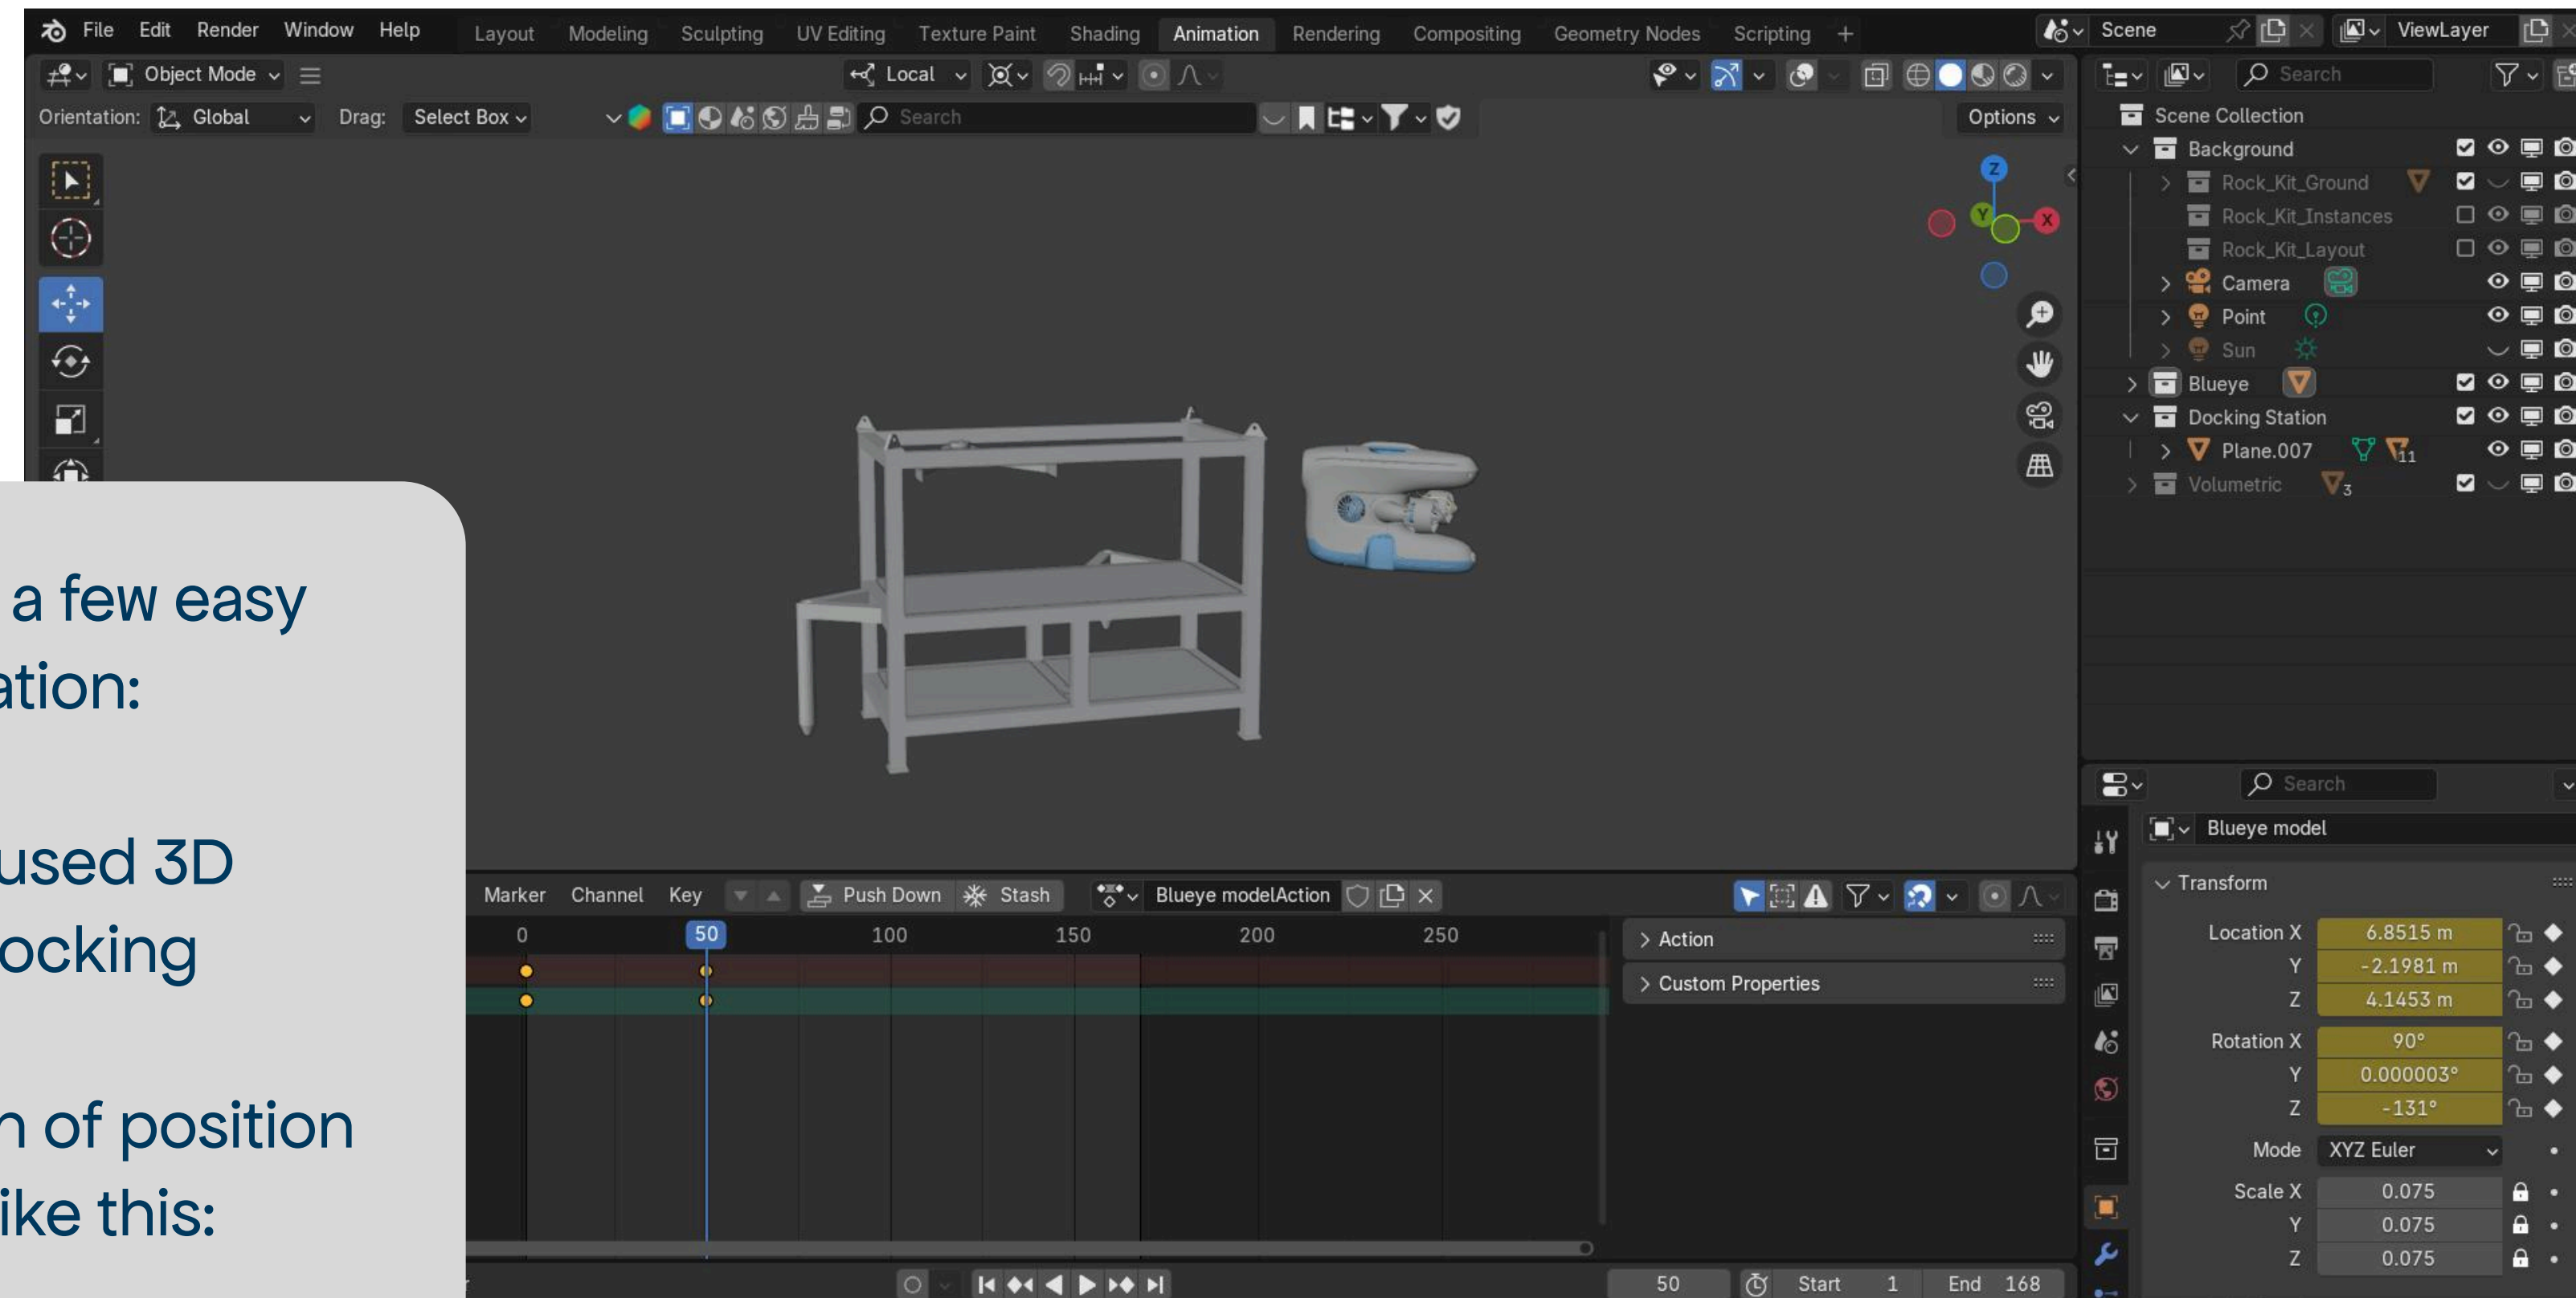 File Edit Render Window Help Layout Modeling Sculpting UV Editing Texture Paint Shading Animation Rendering Compositing Geometry Nodes Scripting + Scene ViewLayer
Object Mode Local Search
Orientation: Global Drag: Select Box Search Options
Scene Collection
Background
Z
Rock_Kit_Ground
Y X
Rock_Kit_Instances
Rock_Kit_Layout
Camera
Point
Sun
Blueye
Docking Station
Plane.007 11
Volumetric 3
a few easy
ation:
used 3D
ocking
n of position
ike this:
Marker Channel Key Push Down Stash Blueye modelAction
0 50 100 150 200 250
Action
Custom Properties
50 Start 1 End 168
Search
Blueye model
Transform
Location X 6.8515 m
Y -2.1981 m
Z 4.1453 m
Rotation X 90°
Y 0.000003°
Z -131°
Mode XYZ Euler
Scale X 0.075
Y 0.075
Z 0.075